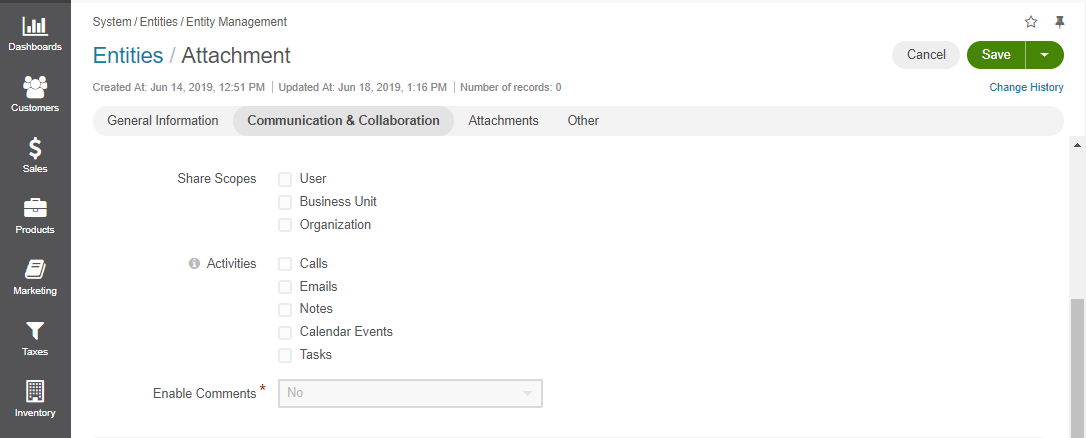 System / Entities / Entity Management
Entities / Attachment
Cancel
Save
Created At: Jun 14, 2019, 12:51 PM | Updated At: Jun 18, 2019, 1:16 PM | Number of records: 0
Change History
General Information
Communication & Collaboration
Attachments
Other
Dashboards
Customers
$
Sales
Products
Marketing
Taxes
Inventory
Share Scopes
User
Business Unit
Organization
Activities
Calls
Emails
Notes
Calendar Events
Tasks
Enable Comments *
No